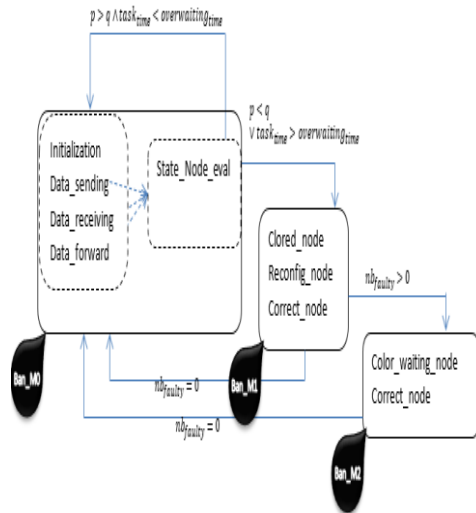 p > q ∧ task_time < overwaiting_time
p < q
∨ task_time > overwaiting_time
Initialization
Data_sending
Data_receiving
Data_forward
State_Node_eval
Clored_node
Reconfig_node
Correct_node
nb_faulty > 0
Ban_M0
nb_faulty = 0
Ban_M1
Color_waiting_node
Correct_node
nb_faulty = 0
Ban_M2